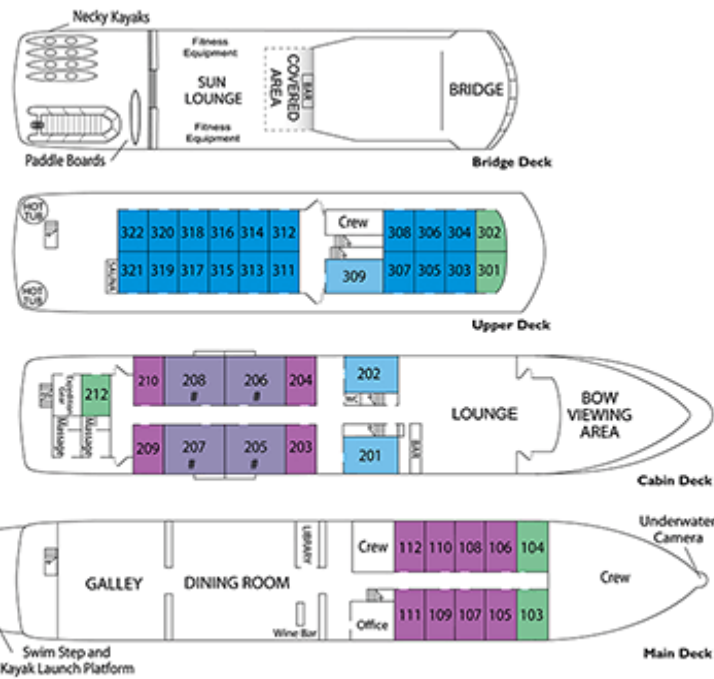 Necky Kayaks
Fitness
Equipment
SUN
LOUNGE
COVERED
AREA
BAR
BRIDGE
Fitness
Equipment
Paddle Boards
Bridge Deck
HOT
TUB
322 320 318 316 314 312
Crew
308 306 304 302
SAUNA
321 319 317 315 313 311
309
307 305 303 301
HOT
TUB
Upper Deck
212
Expedition
Gear
210 208 # 206 # 204
202
WC
LOUNGE
BOW
VIEWING
AREA
Massage
Massage
209 207 # 205 # 203
201
BAR
Cabin Deck
Underwater
Camera
LIBRARY
Crew
112 110 108 106 104
GALLEY
DINING ROOM
Crew
Wine Bar
Office
111 109 107 105 103
Swim Step and
Kayak Launch Platform
Main Deck